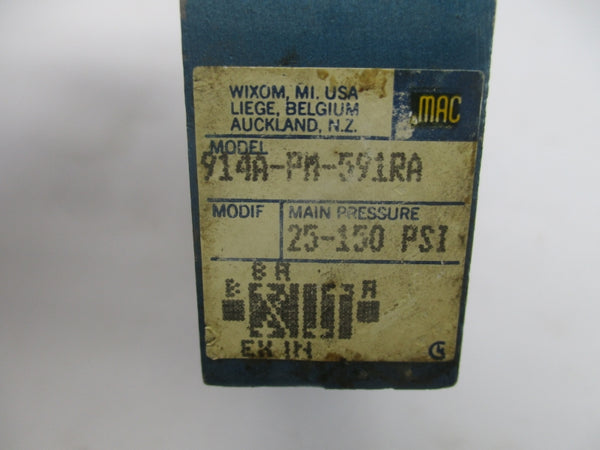 WIXOM, MI. USA
LIEGE, BELGIUM
AUCKLAND, N.Z.
MAC
MODEL
914A-PM-591RA
MODIF
MAIN PRESSURE
25-150 PSI
B A
B A
EX IN